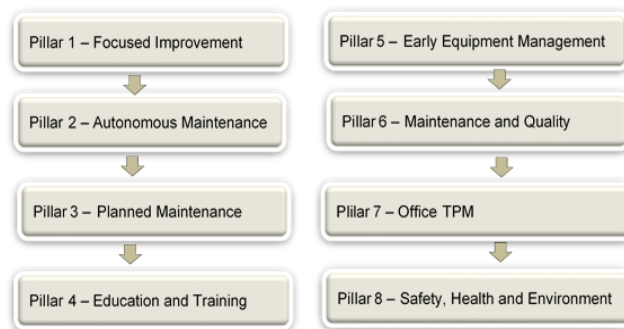 Pillar 1 – Focused Improvement
Pillar 2 – Autonomous Maintenance
Pillar 3 – Planned Maintenance
Pillar 4 – Education and Training
Pillar 5 – Early Equipment Management
Pillar 6 – Maintenance and Quality
Plilar 7 – Office TPM
Pillar 8 – Safety, Health and Environment